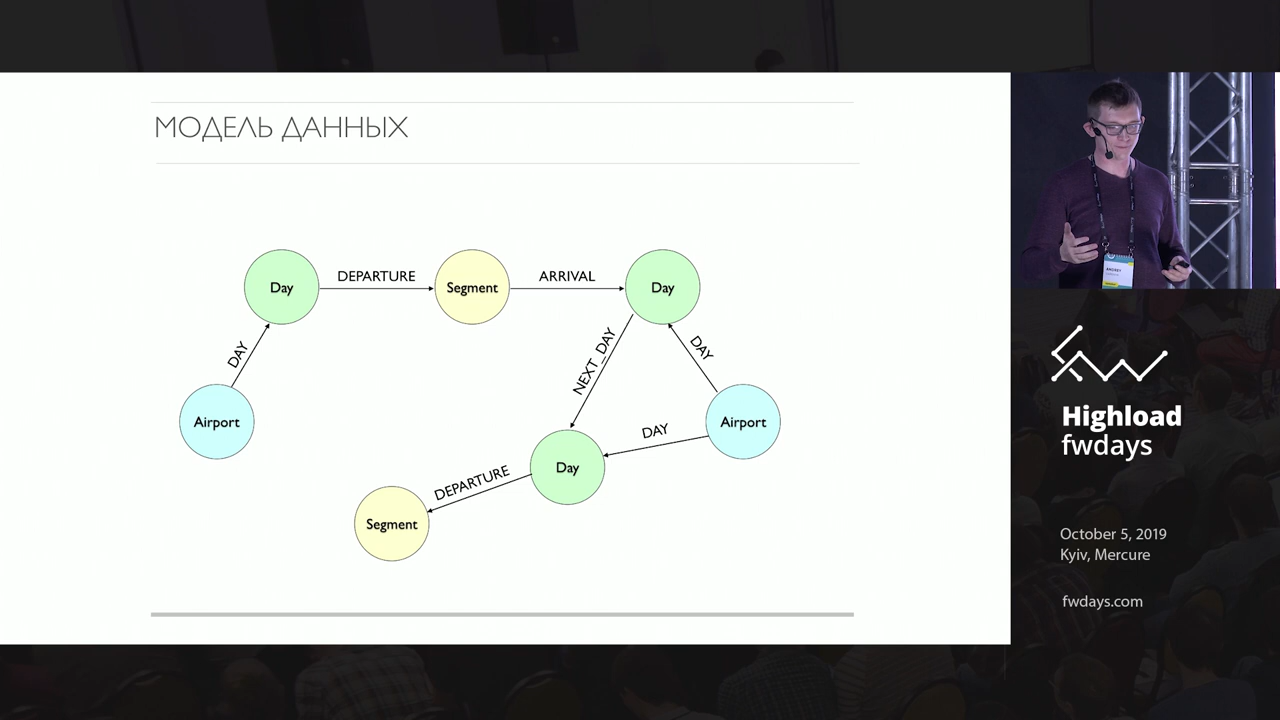 МОДЕЛЬ ДАННЫХ
Day
DEPARTURE
Segment
ARRIVAL
Day
DAY
NEXT_DAY
DAY
Airport
Airport
DAY
Day
DEPARTURE
Segment
ANDREY
Highload
fwdays
October 5, 2019
Kyiv, Mercure
fwdays.com